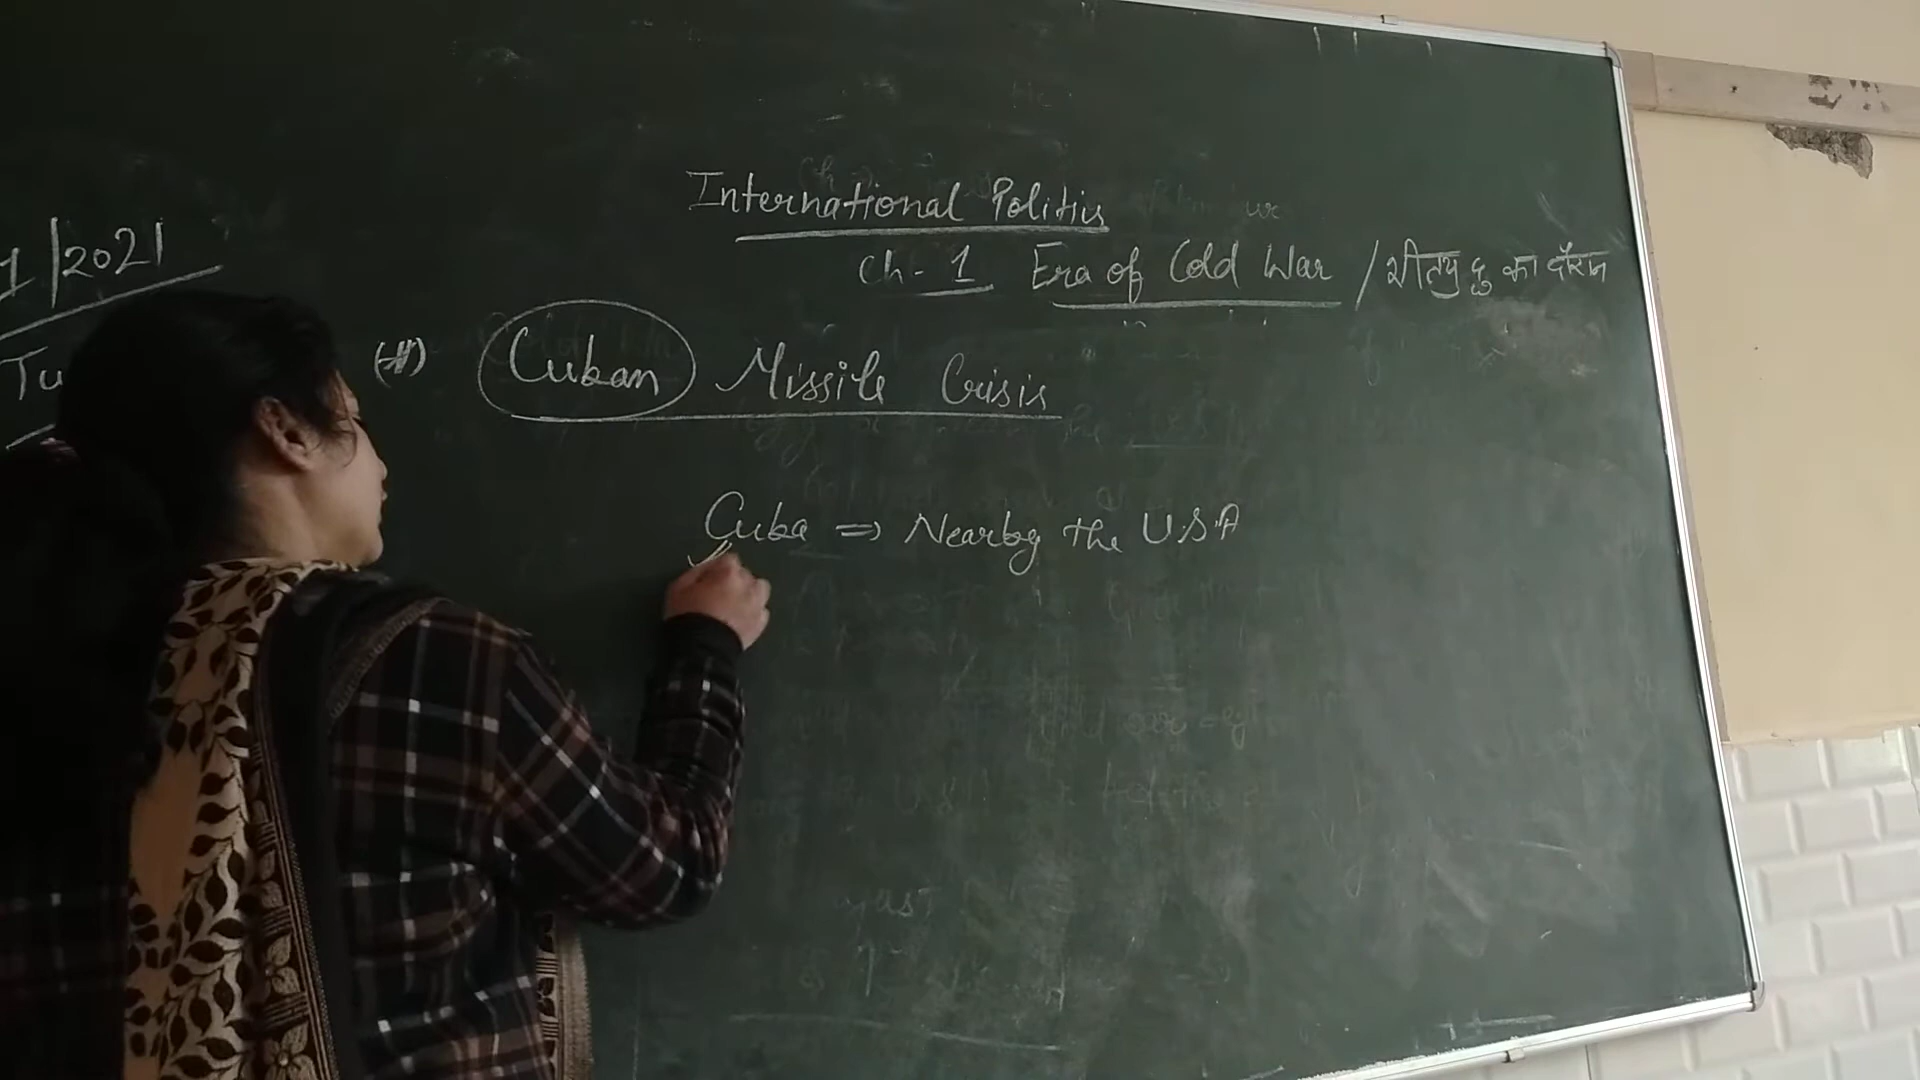 1/2021
Tu
International Politics
Ch-1 Era of Cold War / शीतयुद्ध का दौर
(#) Cuban Missile Crisis
Cuba => Nearby the U.S.A